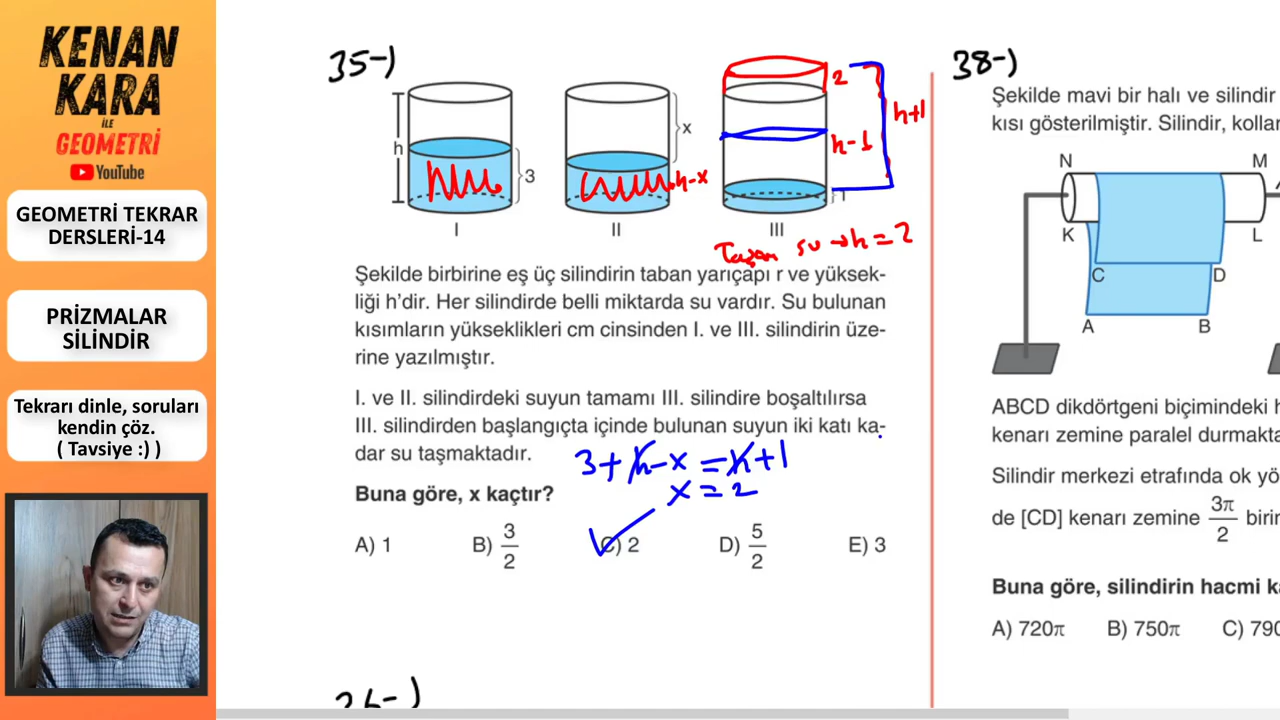 KENAN
KARA
İLE
GEOMETRİ
YouTube
GEOMETRİ TEKRAR
DERSLERİ-14
PRİZMALAR
SİLİNDİR
Tekrarı dinle, soruları
kendin çöz.
( Tavsiye :) )
35-)
h
3
I
x
h-x
II
2
h-1
h+1
1
III
Taşan su → h = 2
Şekilde birbirine eş üç silindirin taban yarıçapı r ve yüksek-
liği h'dir. Her silindirde belli miktarda su vardır. Su bulunan
kısımların yükseklikleri cm cinsinden I. ve III. silindirin üze-
rine yazılmıştır.
I. ve II. silindirdeki suyun tamamı III. silindire boşaltılırsa
III. silindirden başlangıçta içinde bulunan suyun iki katı ka-
dar su taşmaktadır.
3+h-x=h+1
x=2
Buna göre, x kaçtır?
A) 1 B) 3/2 C) 2 D) 5/2 E) 3
36-)
38-)
Şekilde mavi bir halı ve silindir
kısı gösterilmiştir. Silindir, kollar
N M
K L
C D
A B
ABCD dikdörtgeni biçimindeki h
kenarı zemine paralel durmakta
Silindir merkezi etrafında ok yö
de [CD] kenarı zemine 3π/2 birin
Buna göre, silindirin hacmi ka
A) 720π B) 750π C) 790